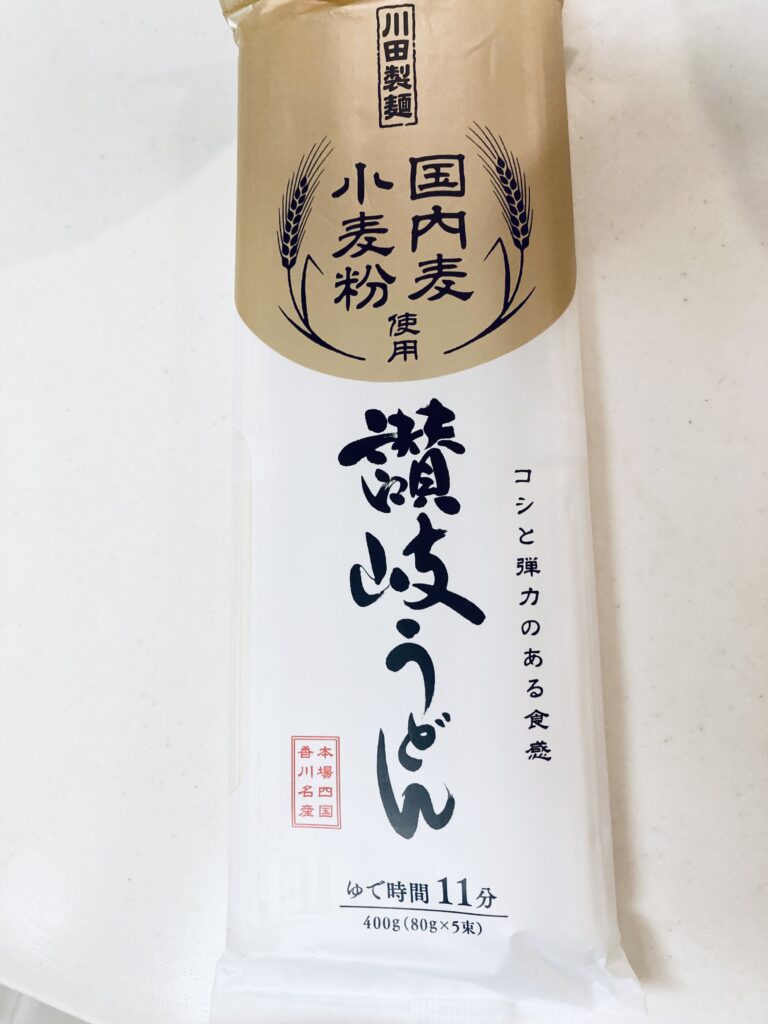 川田製麺
国内麦
小麦粉
使用
讃岐うどん
コシと弾力のある食感
本場四国
香川名産
ゆで時間11分
400g(80g×5束)